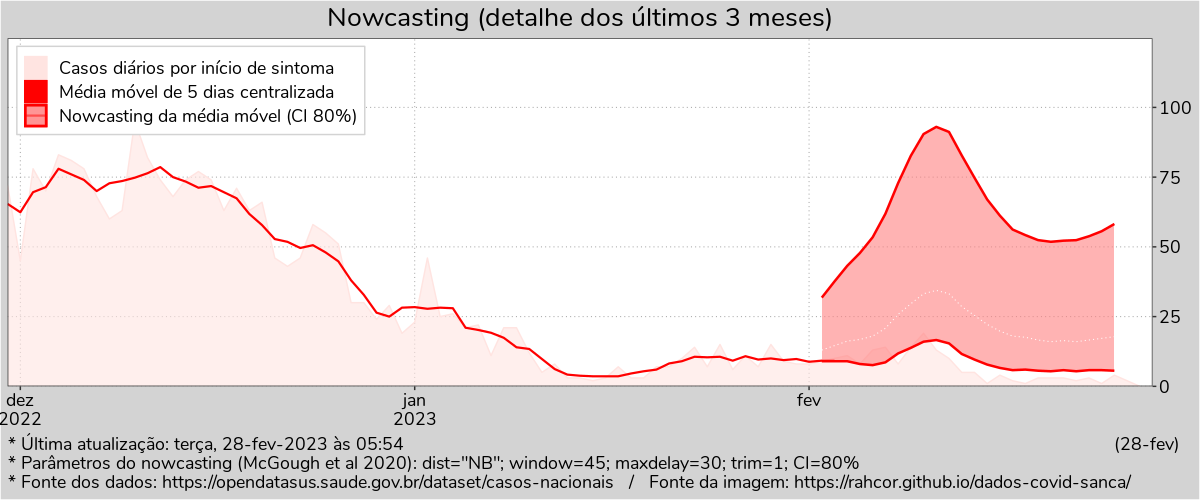 Nowcasting (detalhe dos últimos 3 meses)
Casos diários por início de sintoma
Média móvel de 5 dias centralizada
Nowcasting da média móvel (CI 80%)
100
75
50
25
0
dez
2022
jan
2023
fev
* Última atualização: terça, 28-fev-2023 às 05:54
(28-fev)
* Parâmetros do nowcasting (McGough et al 2020): dist="NB"; window=45; maxdelay=30; trim=1; CI=80%
* Fonte dos dados: https://opendatasus.saude.gov.br/dataset/casos-nacionais / Fonte da imagem: https://rahcor.github.io/dados-covid-sanca/